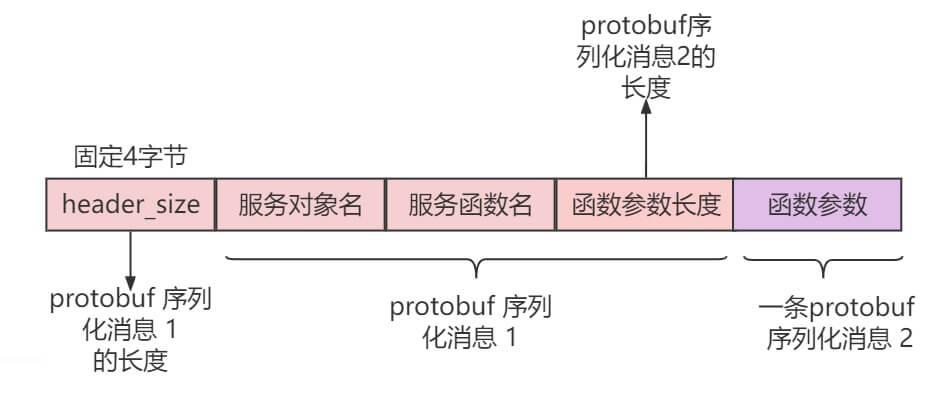 protobuf序
列化消息2的
长度
固定4字节
header_size
服务对象名
服务函数名
函数参数长度
函数参数
protobuf 序列
化消息 1
的长度
protobuf 序列
化消息 1
一条protobuf
序列化消息 2